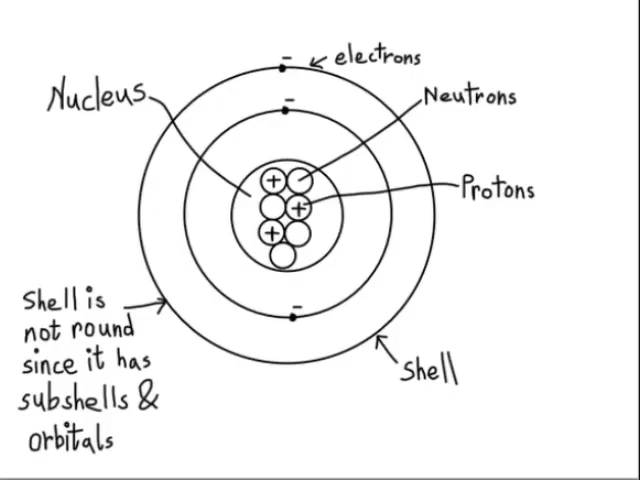 electrons
Nucleus
Neutrons
Protons
Shell is
not round
since it has
subshells &
orbitals
Shell
-
-
+
+
+
-